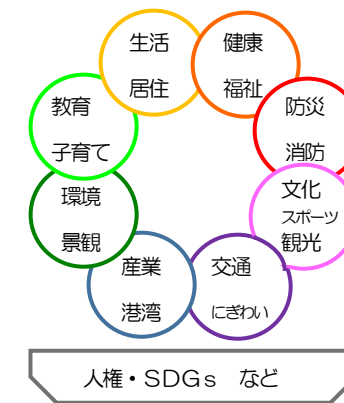 生活
居住
健康
福祉
防災
消防
文化
スポーツ
観光
交通
にぎわい
産業
港湾
環境
景観
教育
子育て
人権・SDGs　など